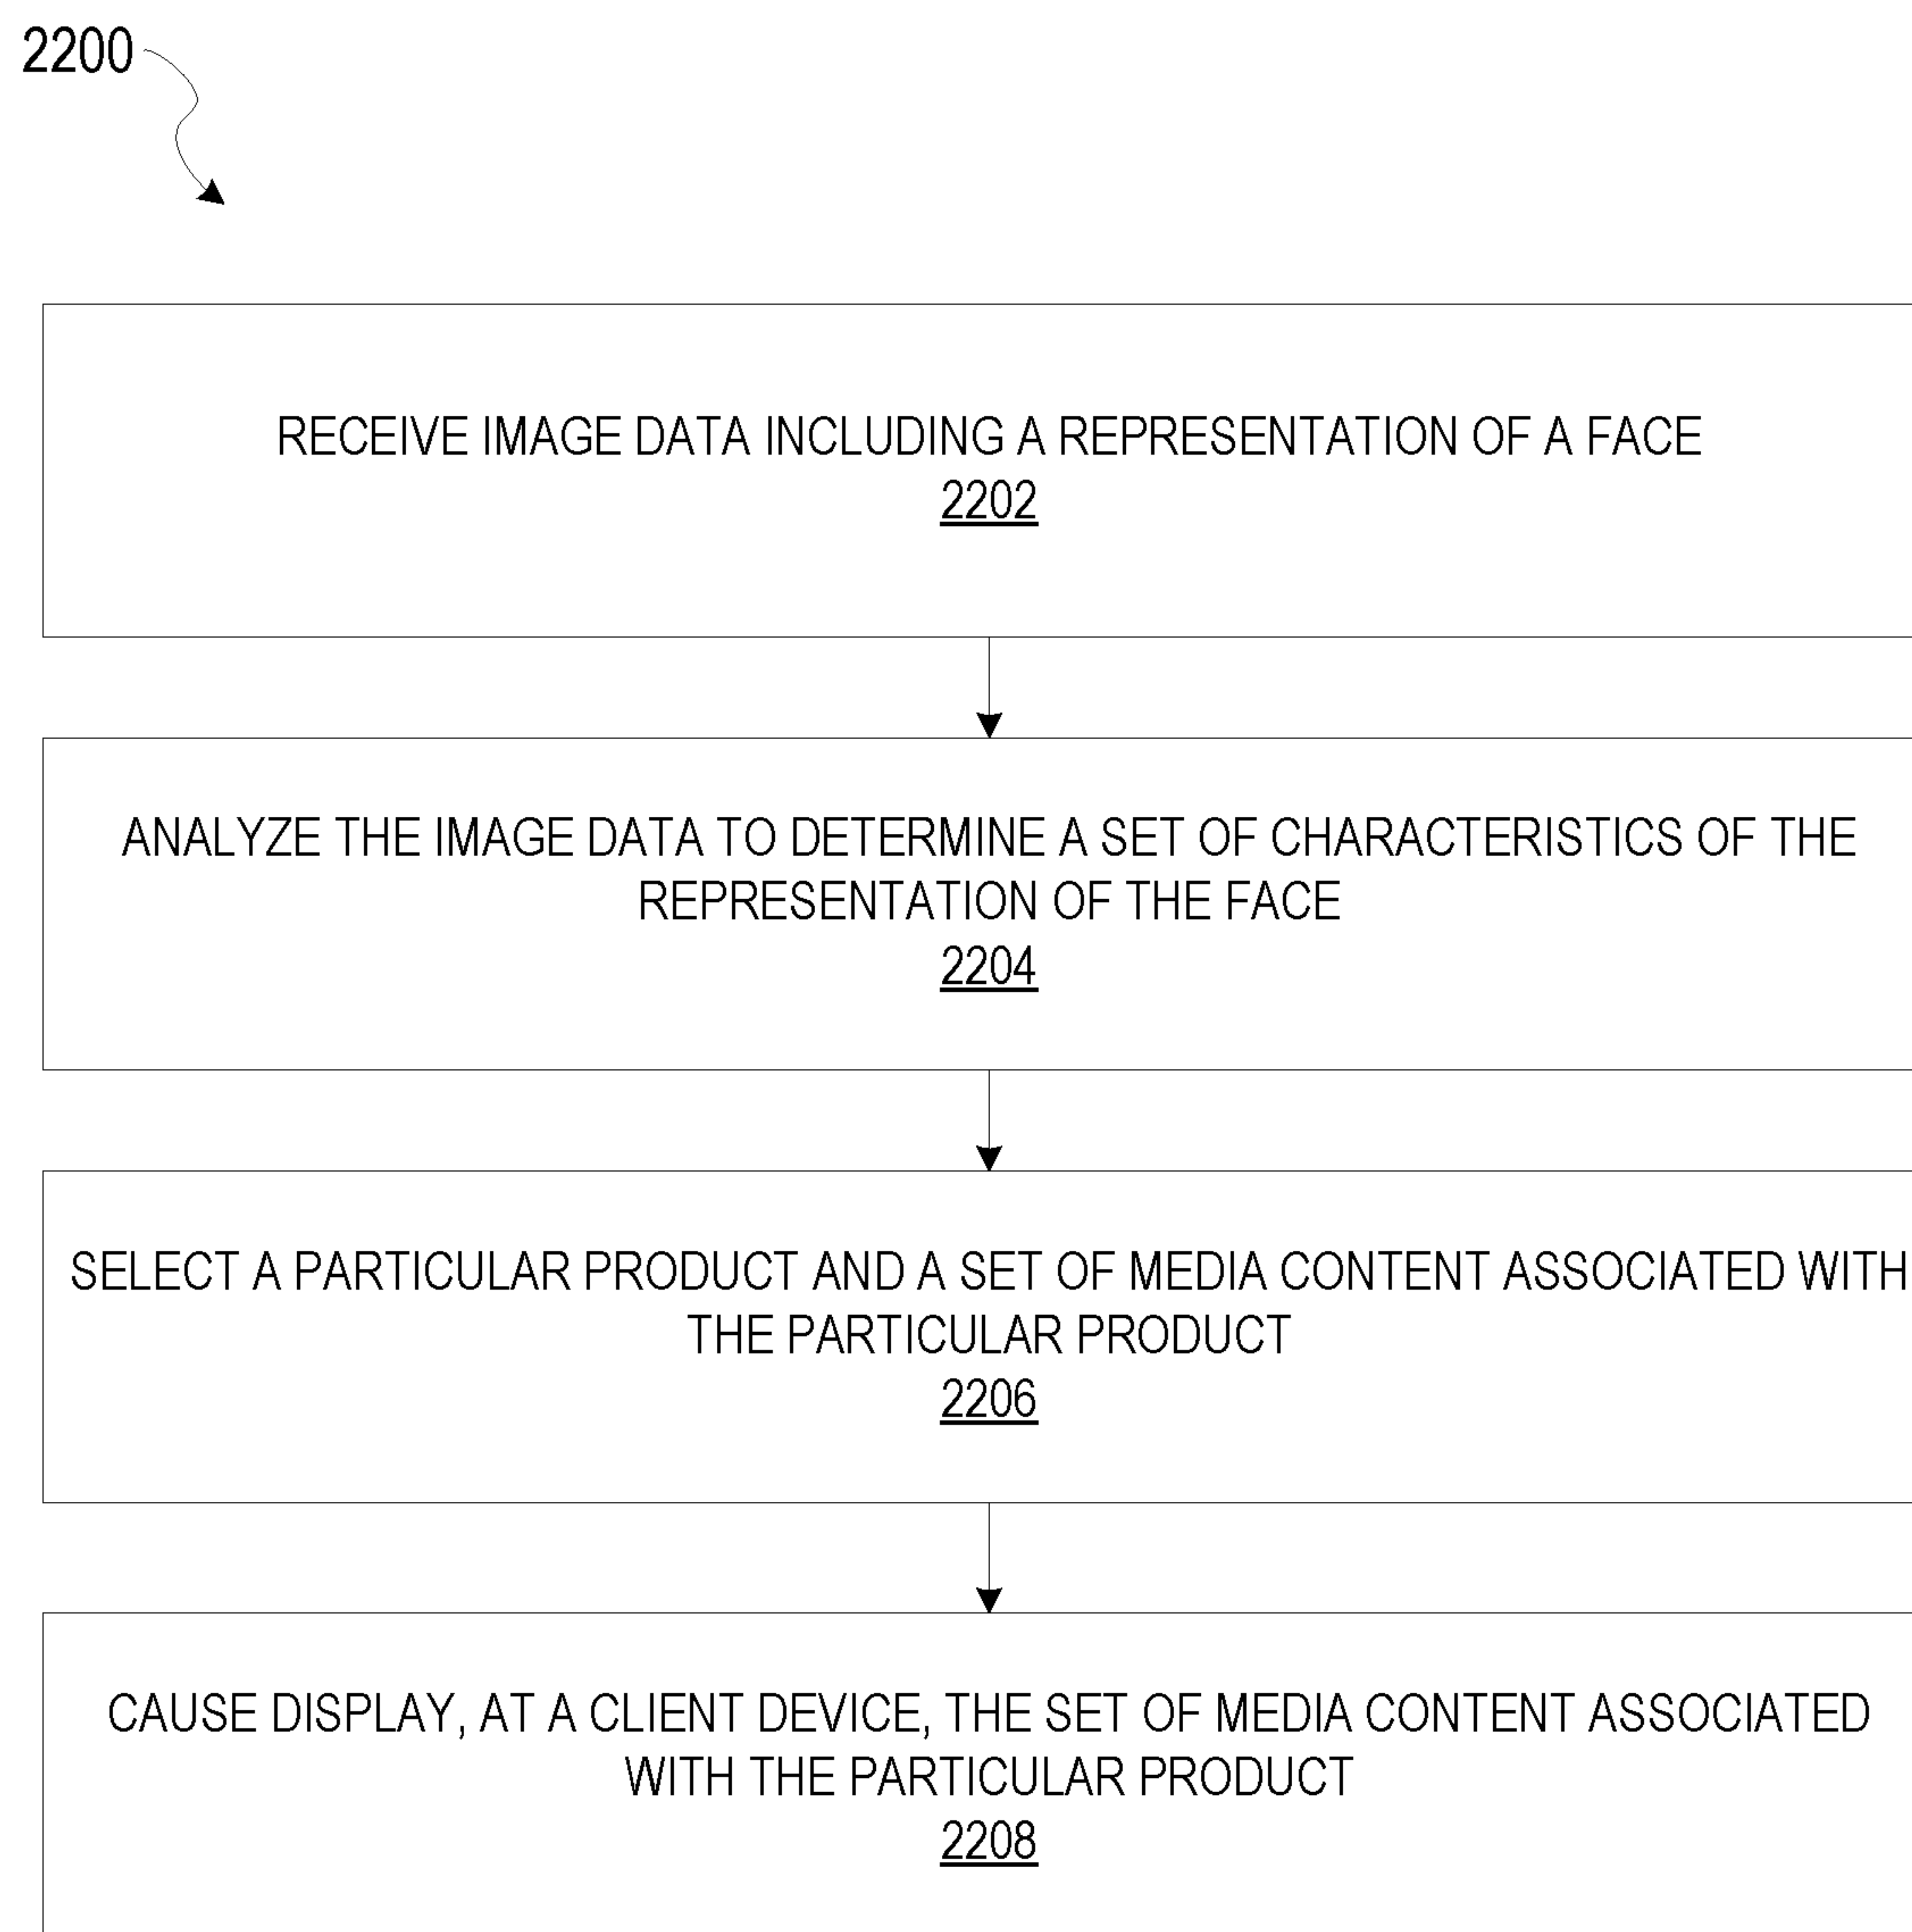 2200
RECEIVE IMAGE DATA INCLUDING A REPRESENTATION OF A FACE
2202
ANALYZE THE IMAGE DATA TO DETERMINE A SET OF CHARACTERISTICS OF THE
REPRESENTATION OF THE FACE
2204
SELECT A PARTICULAR PRODUCT AND A SET OF MEDIA CONTENT ASSOCIATED WITH
THE PARTICULAR PRODUCT
2206
CAUSE DISPLAY, AT A CLIENT DEVICE, THE SET OF MEDIA CONTENT ASSOCIATED
WITH THE PARTICULAR PRODUCT
2208